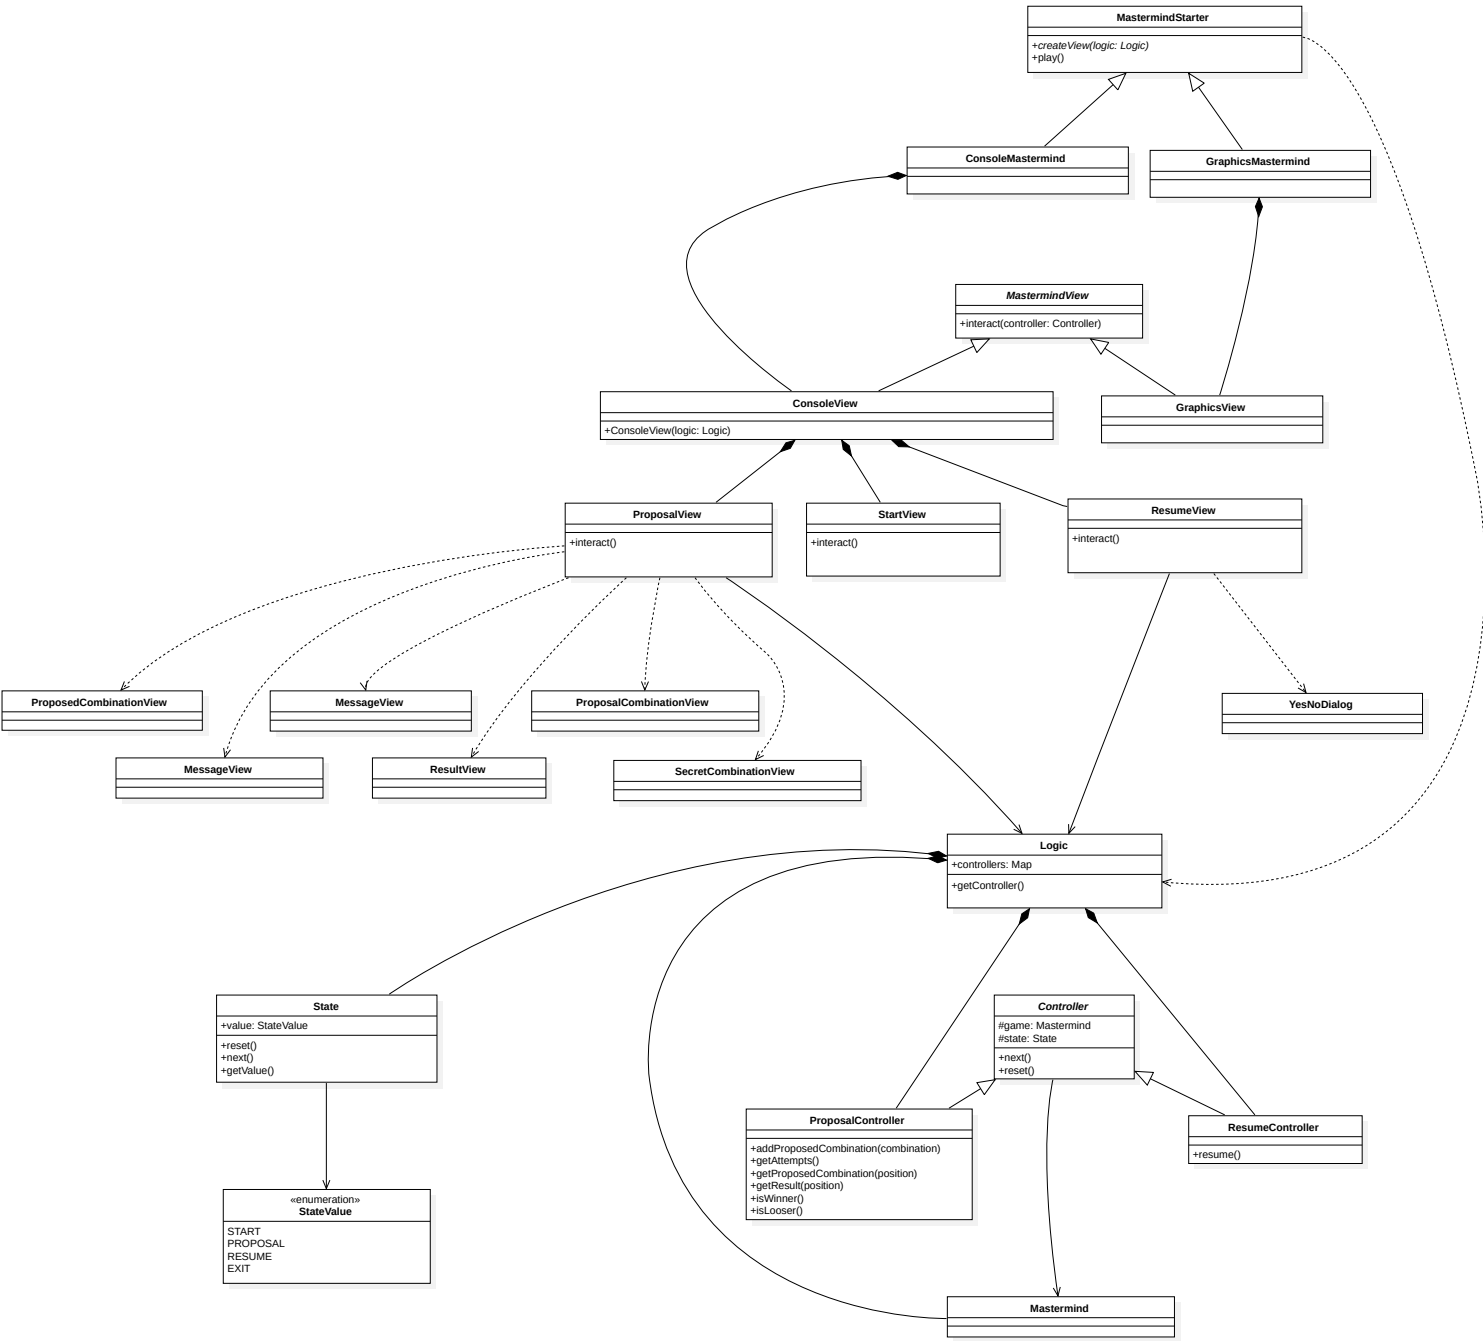 MastermindStarter
+createView(logic: Logic)
+play()
ConsoleMastermind
GraphicsMastermind
MastermindView
+interact(controller: Controller)
ConsoleView
+ConsoleView(logic: Logic)
GraphicsView
ProposalView
+interact()
StartView
+interact()
ResumeView
+interact()
ProposedCombinationView
MessageView
ProposalCombinationView
YesNoDialog
MessageView
ResultView
SecretCombinationView
Logic
+controllers: Map
+getController()
State
+value: StateValue
+reset()
+next()
+getValue()
Controller
#game: Mastermind
#state: State
+next()
+reset()
ProposalController
+addProposedCombination(combination)
+getAttempts()
+getProposedCombination(position)
+getResult(position)
+isWinner()
+isLooser()
ResumeController
+resume()
«enumeration»
StateValue
START
PROPOSAL
RESUME
EXIT
Mastermind